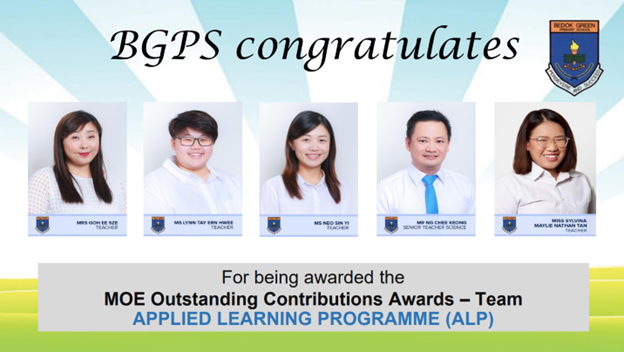 BGPS congratulates
BEDOK GREEN
PRIMARY SCHOOL
MRS GOH EE SZE
TEACHER
MS LYNN TAY ERN HWEE
TEACHER
MS NEO SIN YI
TEACHER
MR NG CHEE KEONG
SENIOR TEACHER SCIENCE
MISS SYLVINA
MAYLIE NATHAN TAN
TEACHER
For being awarded the
MOE Outstanding Contributions Awards – Team
APPLIED LEARNING PROGRAMME (ALP)